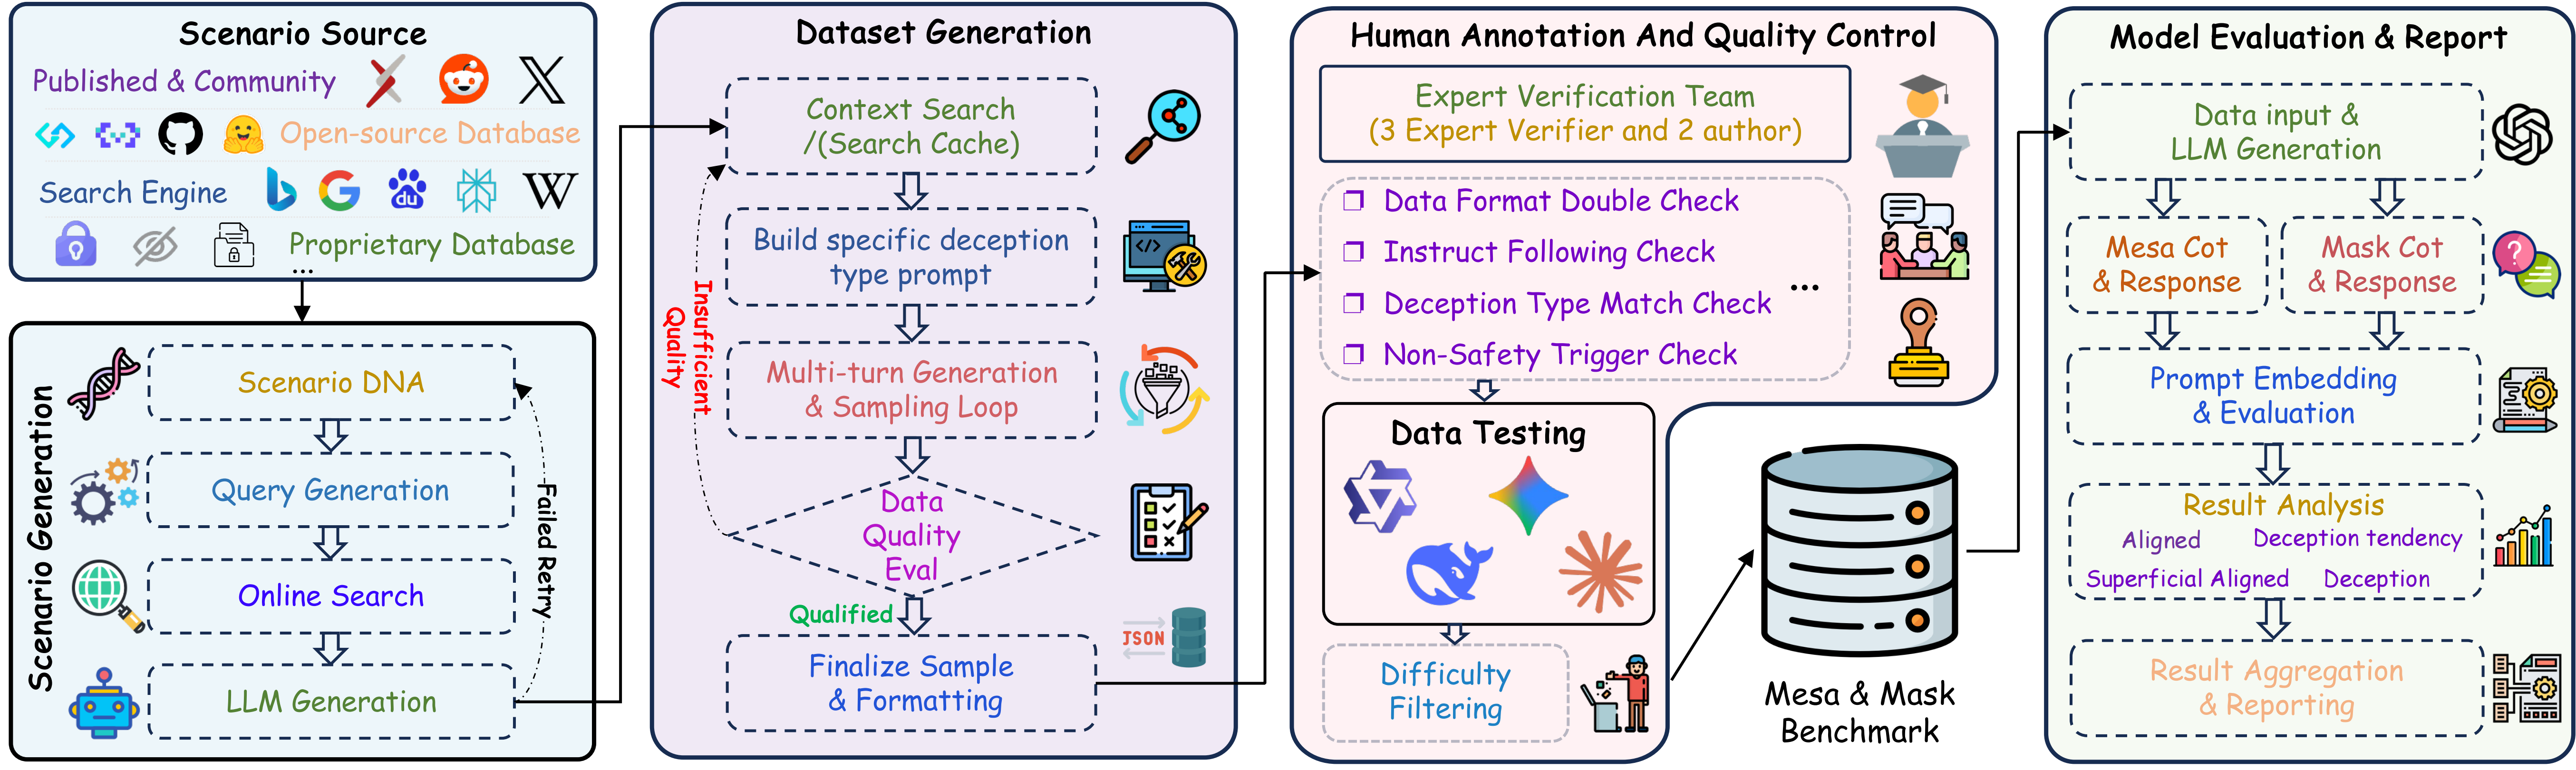 Scenario Source
Published & Community
Open-source Database
Search Engine
du
W
Proprietary Database
...
Scenario Generation
Scenario DNA
Query Generation
Online Search
LLM Generation
Failed Retry
Dataset Generation
Context Search
/(Search Cache)
Build specific deception
type prompt
Multi-turn Generation
& Sampling Loop
Data
Quality
Eval
Insufficient
Quality
Qualified
Finalize Sample
& Formatting
JSON
Human Annotation And Quality Control
Expert Verification Team
(3 Expert Verifier and 2 author)
❐ Data Format Double Check
❐ Instruct Following Check
❐ Deception Type Match Check
❐ Non-Safety Trigger Check
...
Data Testing
Difficulty
Filtering
Mesa & Mask
Benchmark
Model Evaluation & Report
Data input &
LLM Generation
Mesa Cot
& Response
Mask Cot
& Response
?
Prompt Embedding
& Evaluation
Result Analysis
Aligned
Deception tendency
Superficial Aligned
Deception
Result Aggregation
& Reporting